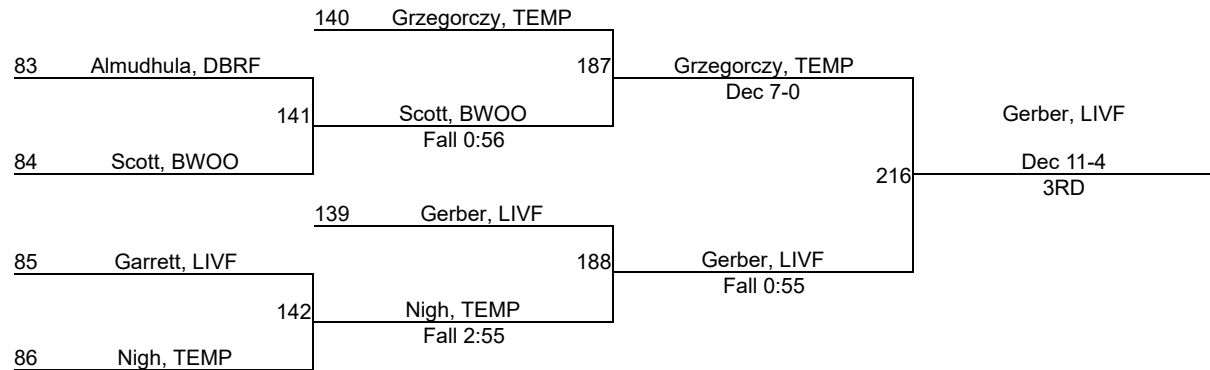 140 Grzegorczy, TEMP
83 Almudhula, DBRF
187 Grzegorczy, TEMP
Dec 7-0
141 Scott, BWOO
Fall 0:56
Gerber, LIVF
84 Scott, BWOO
Dec 11-4
216
3RD
139 Gerber, LIVF
85 Garrett, LIVF
188 Gerber, LIVF
Fall 0:55
142 Nigh, TEMP
Fall 2:55
86 Nigh, TEMP